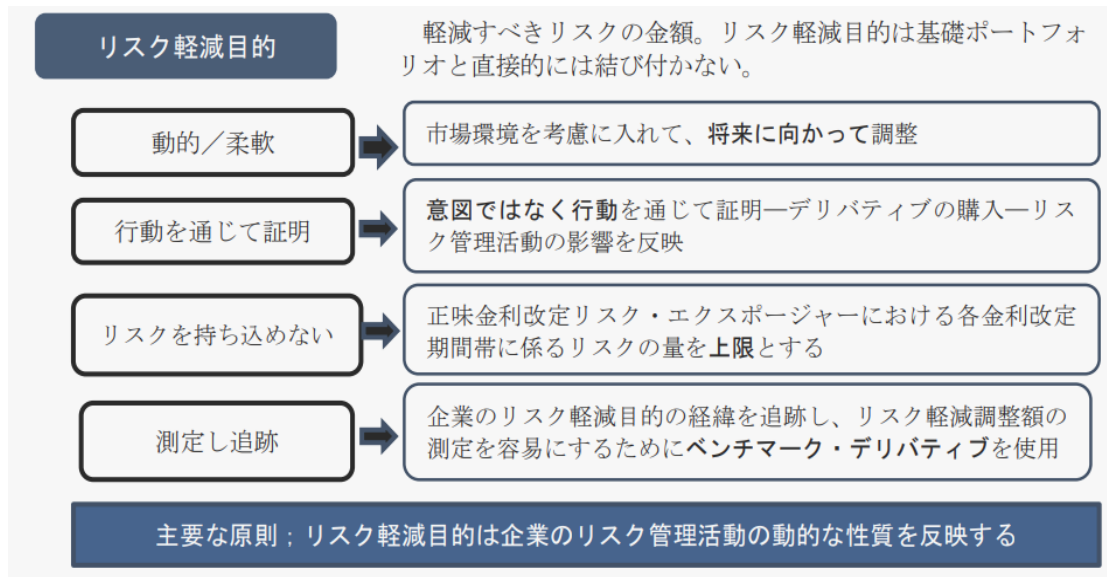 リスク軽減目的
軽減すべきリスクの金額。リスク軽減目的は基礎ポートフォ
リオと直接的には結び付かない。
動的／柔軟
市場環境を考慮に入れて、将来に向かって調整
行動を通じて証明
意図ではなく行動を通じて証明―デリバティブの購入―リス
ク管理活動の影響を反映
リスクを持ち込めない
正味金利改定リスク・エクスポージャーにおける各金利改定
期間帯に係るリスクの量を上限とする
測定し追跡
企業のリスク軽減目的の経緯を追跡し、リスク軽減調整額の
測定を容易にするためにベンチマーク・デリバティブを使用
主要な原則；リスク軽減目的は企業のリスク管理活動の動的な性質を反映する